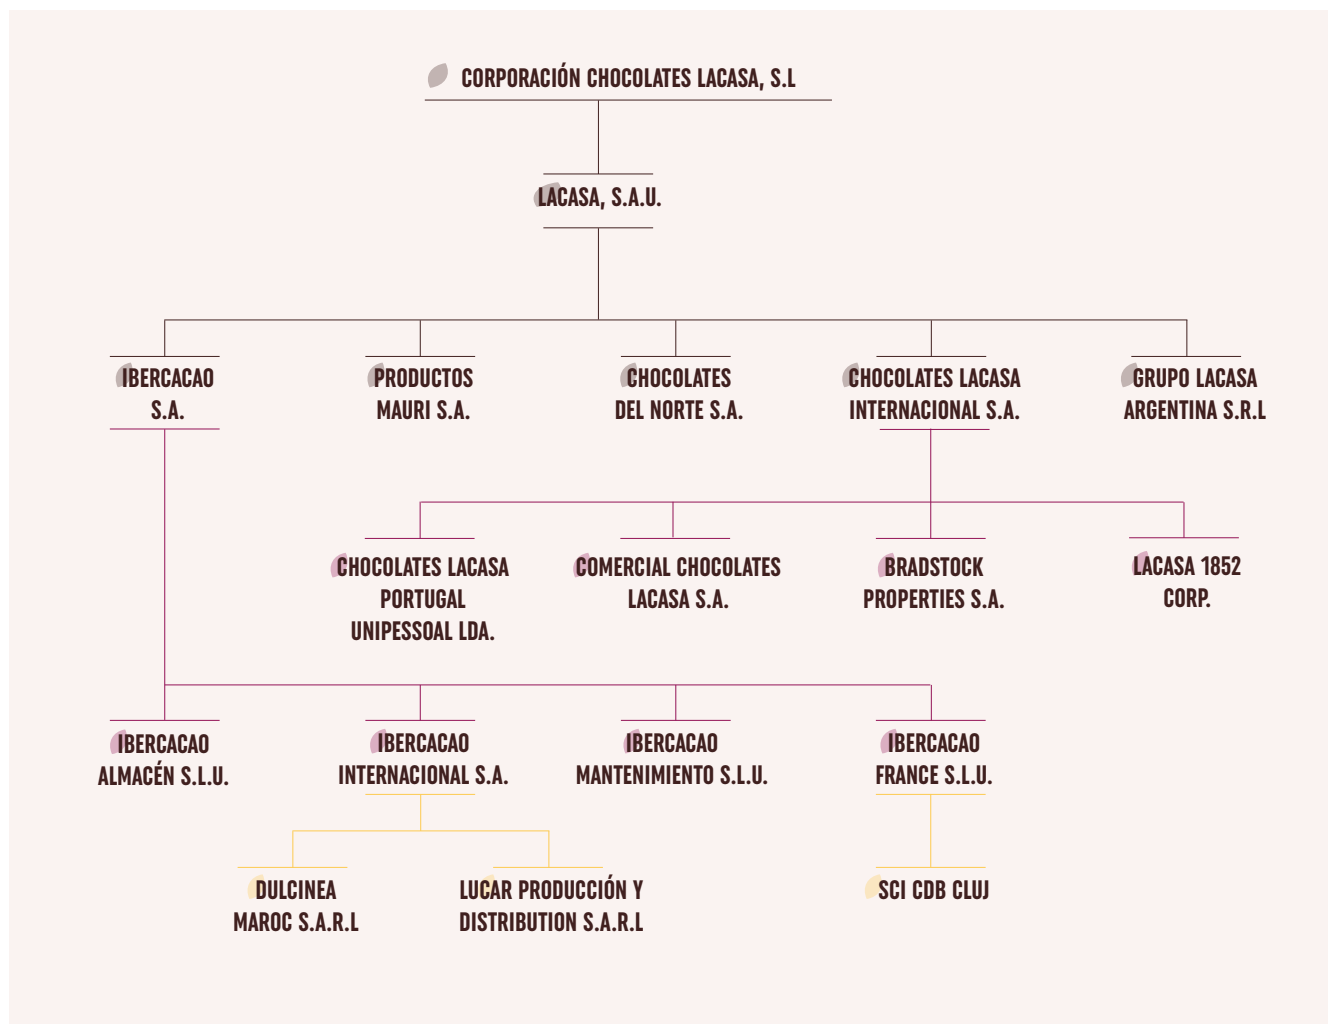 CORPORACIÓN CHOCOLATES LACASA, S.L
LACASA, S.A.U.
IBERCACAO
S.A.
PRODUCTOS
MAURI S.A.
CHOCOLATES
DEL NORTE S.A.
CHOCOLATES LACASA
INTERNACIONAL S.A.
GRUPO LACASA
ARGENTINA S.R.L
CHOCOLATES LACASA
PORTUGAL
UNIPESSOAL LDA.
COMERCIAL CHOCOLATES
LACASA S.A.
BRADSTOCK
PROPERTIES S.A.
LACASA 1852
CORP.
IBERCACAO
ALMACÉN S.L.U.
IBERCACAO
INTERNACIONAL S.A.
IBERCACAO
MANTENIMIENTO S.L.U.
IBERCACAO
FRANCE S.L.U.
DULCINEA
MAROC S.A.R.L
LUCAR PRODUCCIÓN Y
DISTRIBUTION S.A.R.L
SCI CDB CLUJ